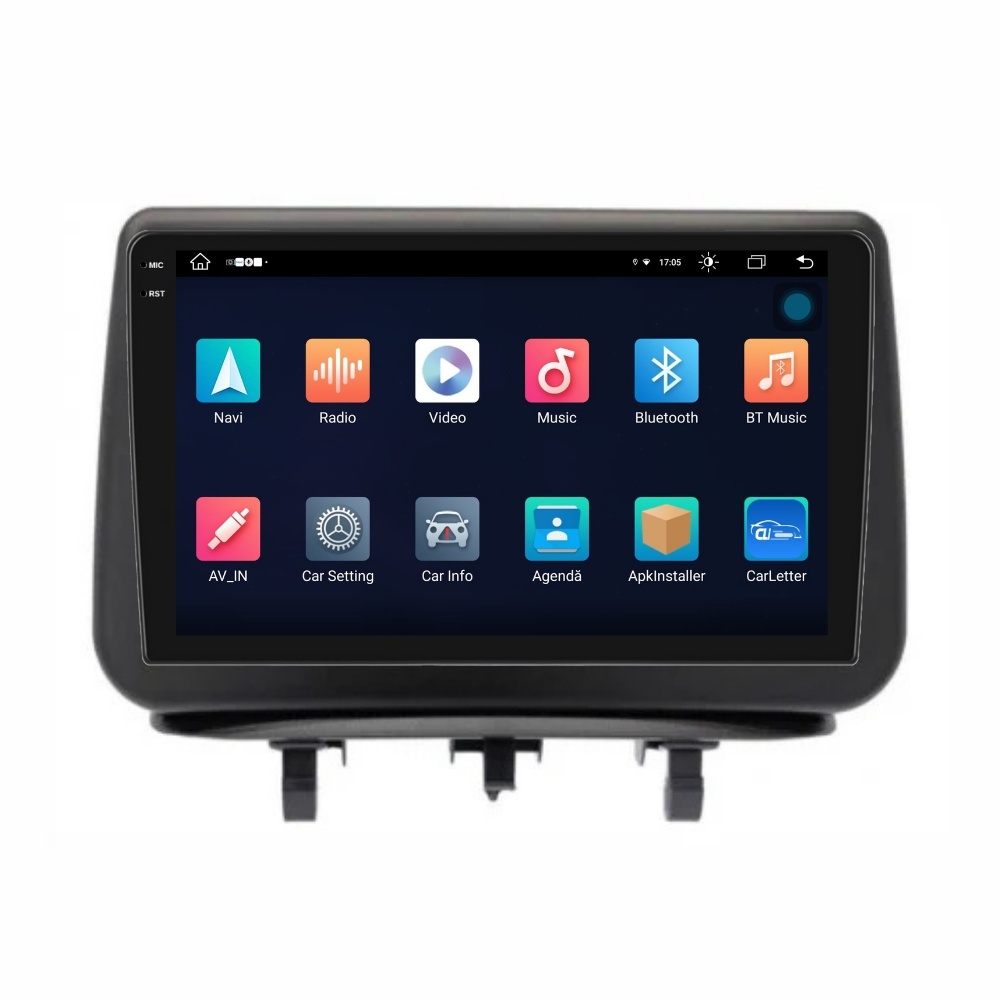 MIC
17:05
RST
Navi
Radio
Video
Music
Bluetooth
BT Music
AV_IN
Car Setting
Car Info
Agendă
ApkInstaller
CarLetter